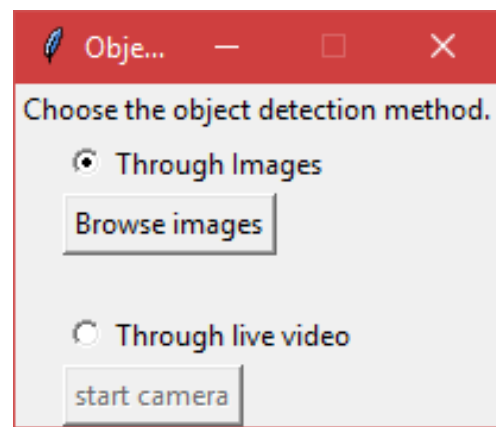 Obje...
Choose the object detection method.
Through Images
Browse images
Through live video
start camera